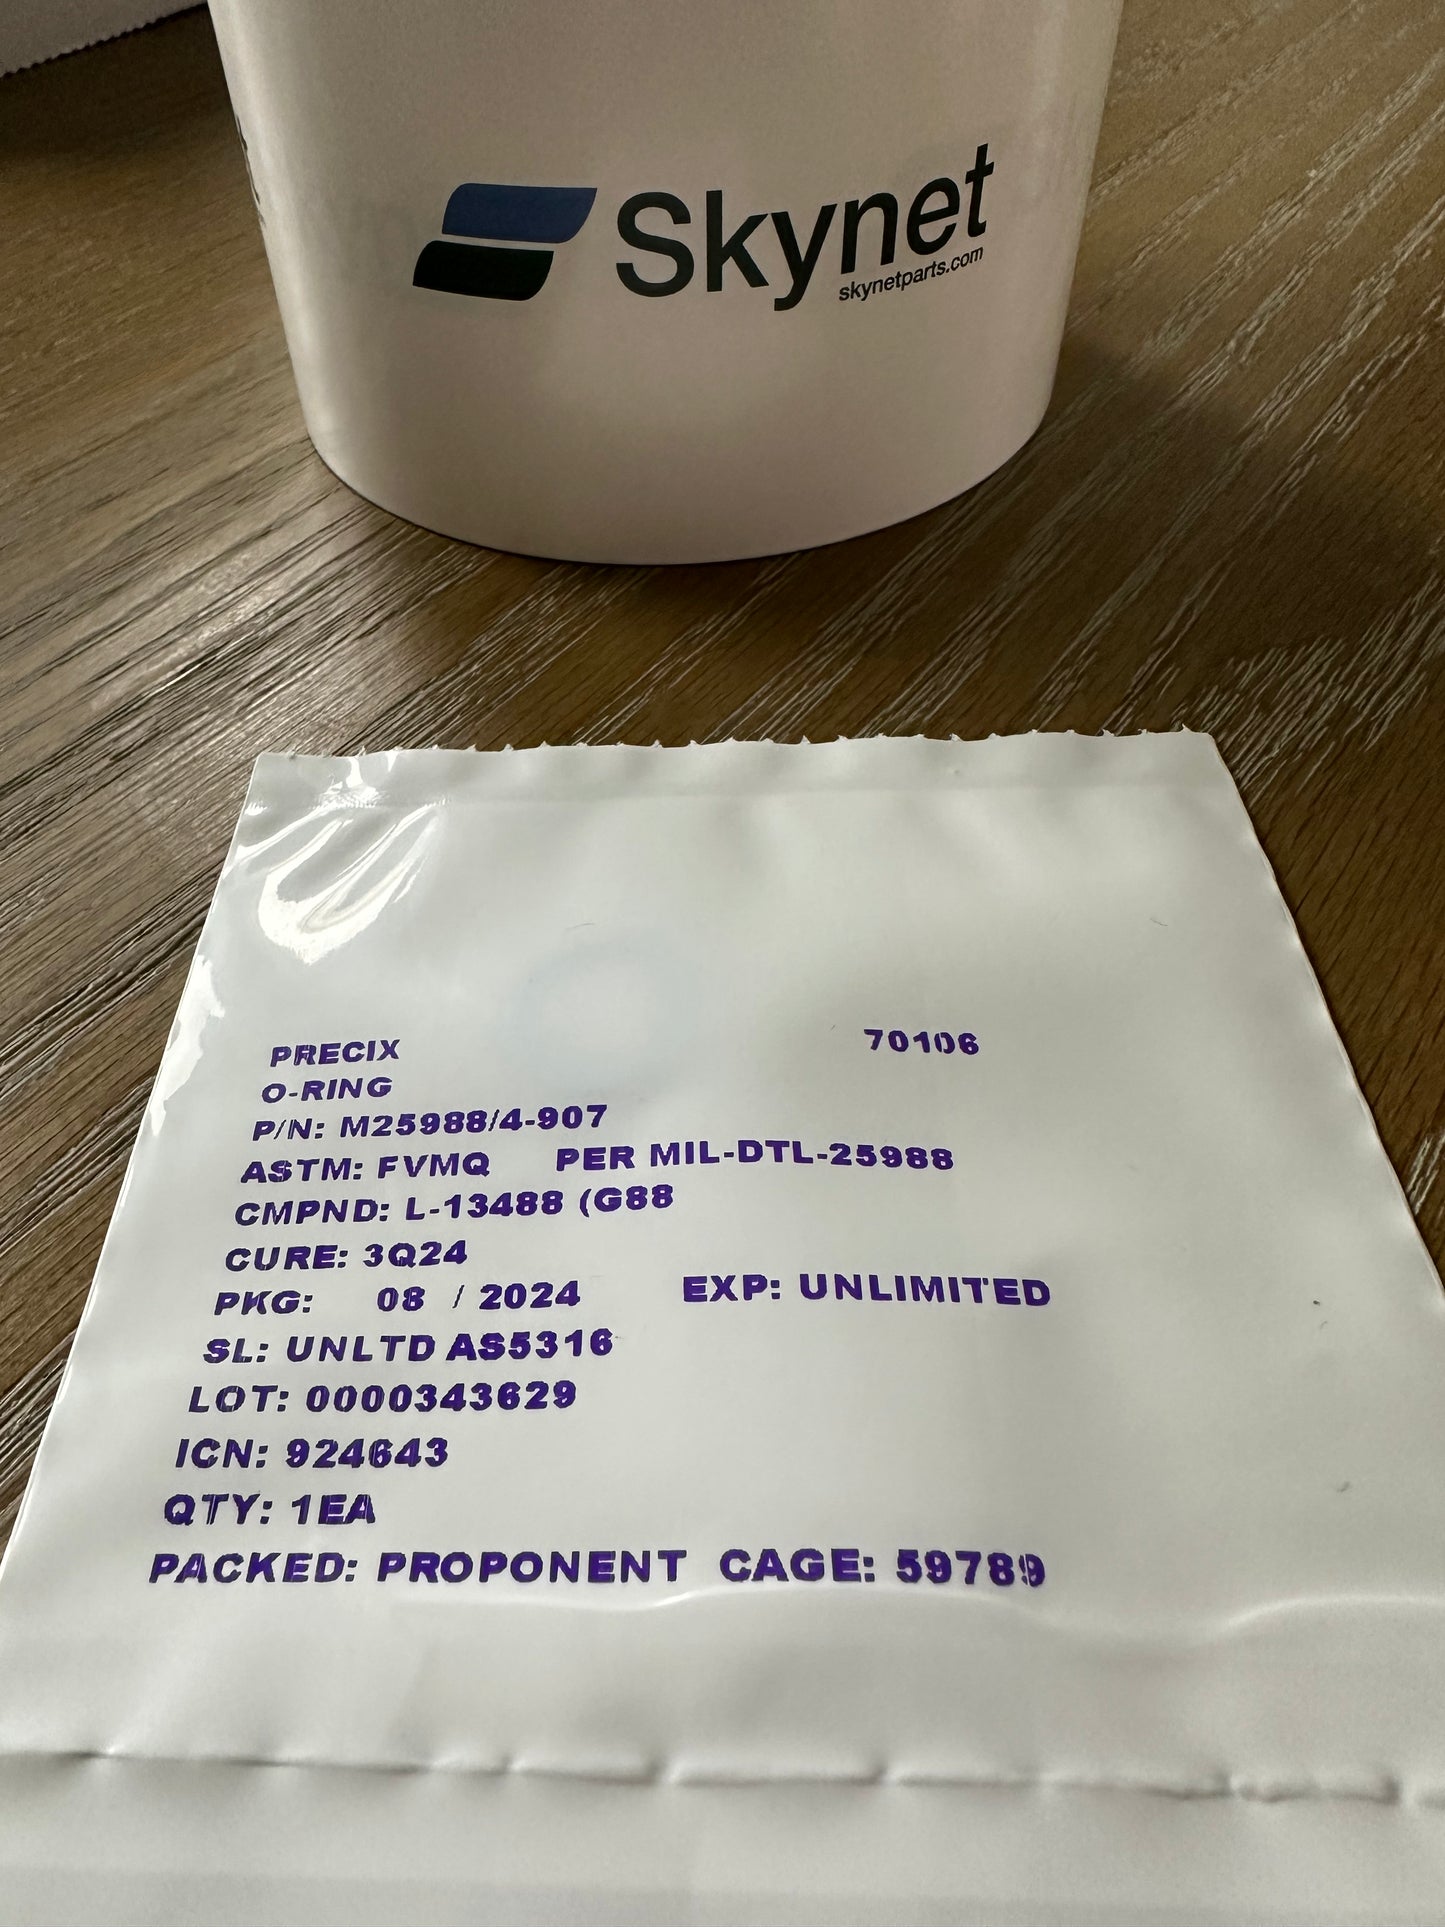 Skynet
skynetparts.com
PRECIX 70106
O-RING
P/N: M25988/4-907
ASTM: FVMQ PER MIL-DTL-25988
CMPND: L-13488 (G88
CURE: 3Q24
PKG: 08 / 2024 EXP: UNLIMITED
SL: UNLTD AS5316
LOT: 0000343629
ICN: 924643
QTY: 1EA
PACKED: PROPONENT CAGE: 59789